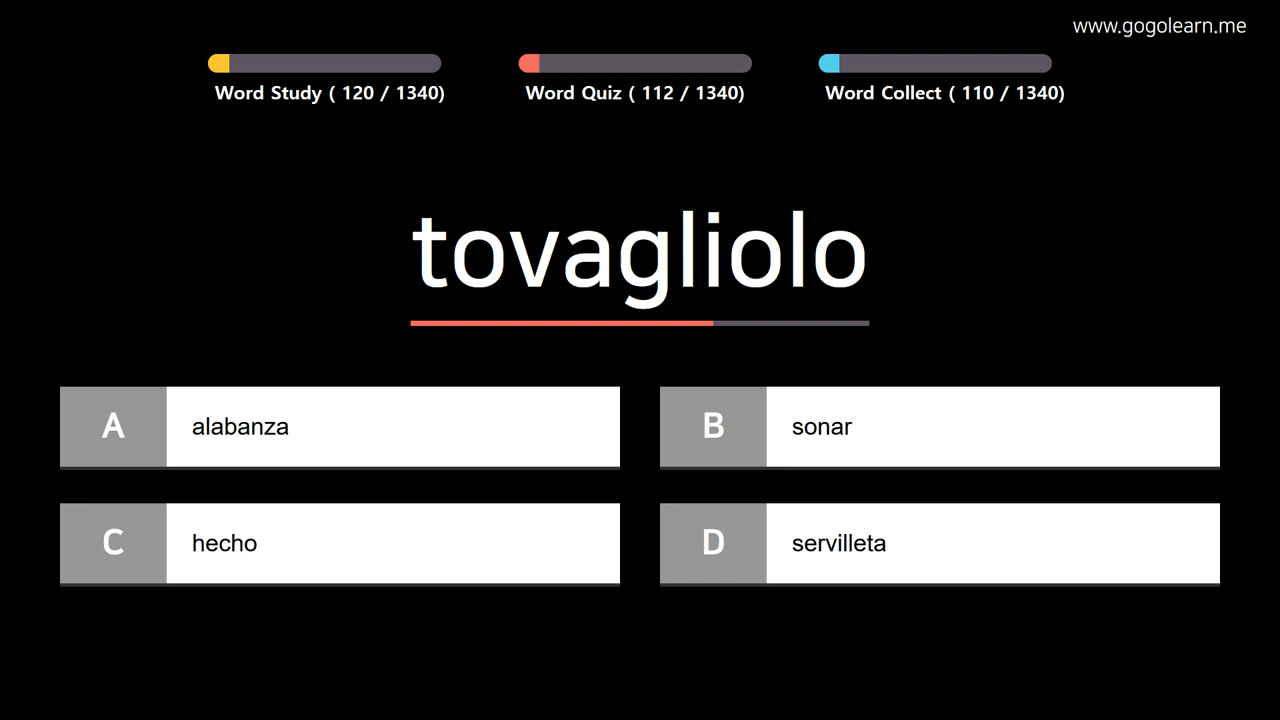 www.gogolearn.me
Word Study ( 120 / 1340)
Word Quiz ( 112 / 1340)
Word Collect ( 110 / 1340)
tovagliolo
A
alabanza
B
sonar
C
hecho
D
servilleta